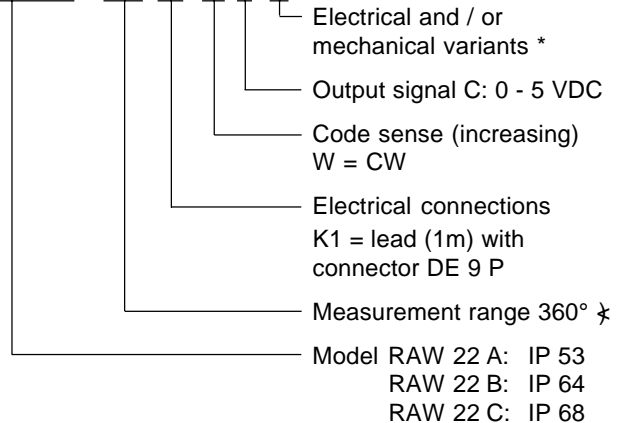 Electrical and / or
mechanical variants *
Output signal C: 0 - 5 VDC
Code sense (increasing)
W = CW
Electrical connections
K1 = lead (1m) with
connector DE 9 P
Measurement range 360° ∡
Model RAW 22 A: IP 53
RAW 22 B: IP 64
RAW 22 C: IP 68